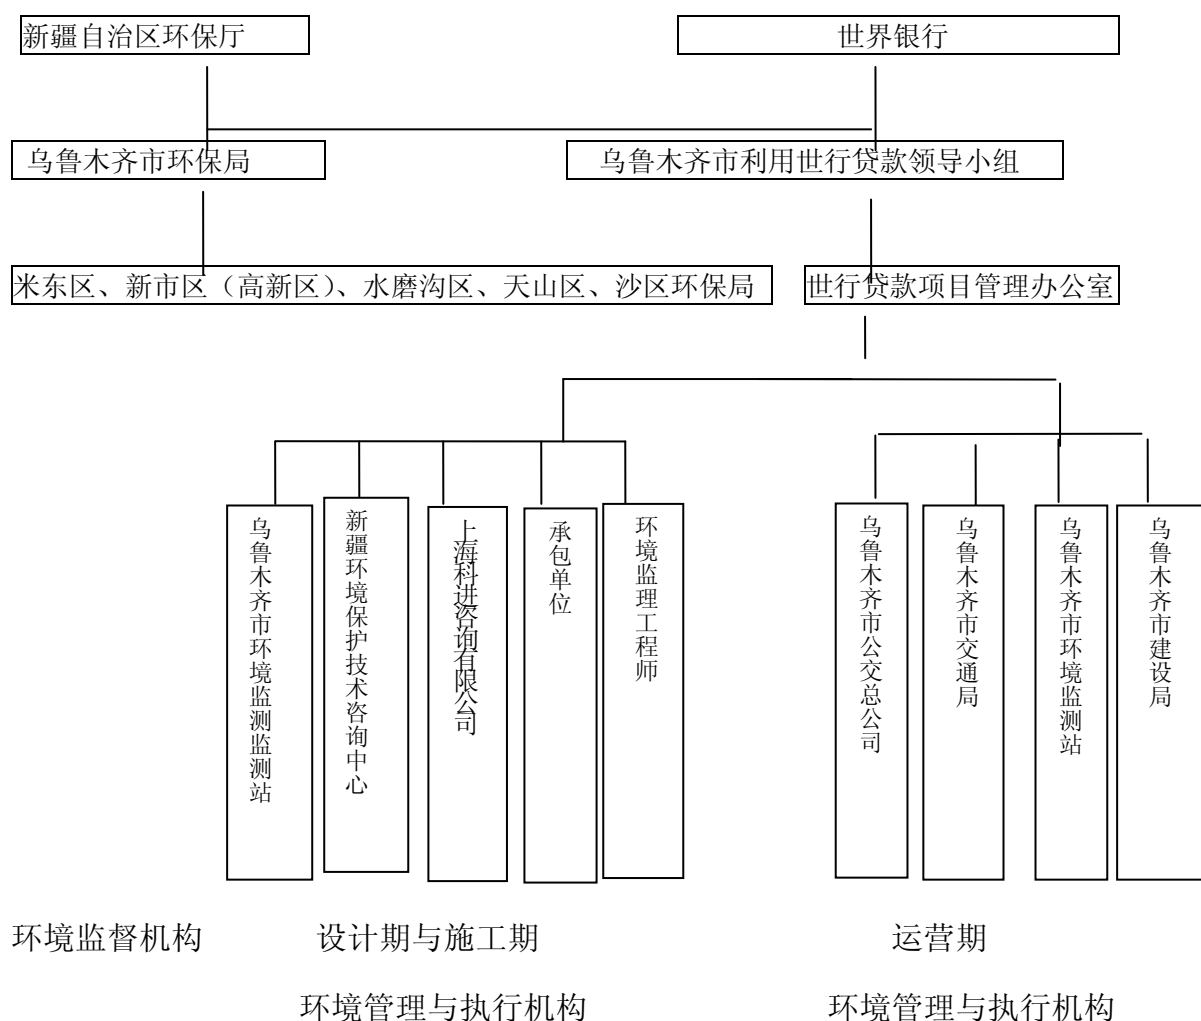 新疆自治区环保厅
世界银行
乌鲁木齐市环保局
乌鲁木齐市利用世行贷款领导小组
米东区、新市区（高新区）、水磨沟区、天山区、沙区环保局
世行贷款项目管理办公室
乌鲁木齐市环境监测监测站
新疆环境保护技术咨询中心
上海科进咨询有限公司
承包单位
环境监理工程师
乌鲁木齐市公交总公司
乌鲁木齐市交通局
乌鲁木齐市环境监测站
乌鲁木齐市建设局
环境监督机构
设计期与施工期
运营期
环境管理与执行机构
环境管理与执行机构